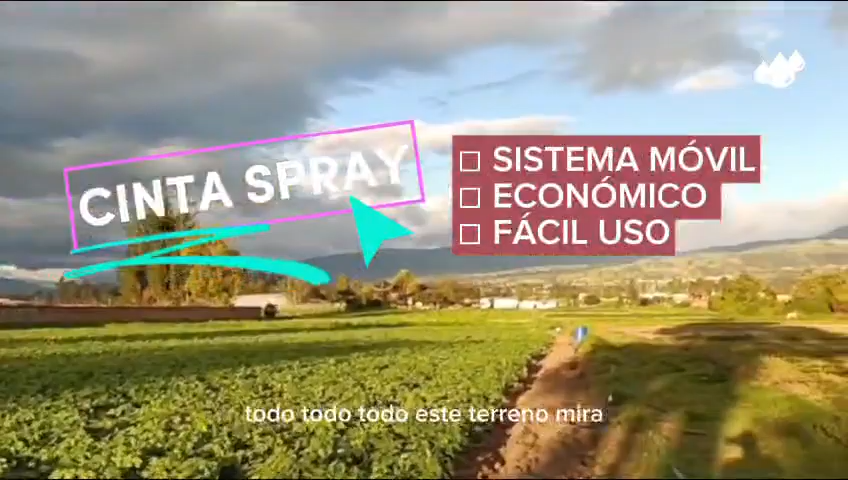 CINTA SPRAY
□ SISTEMA MÓVIL
□ ECONÓMICO
□ FÁCIL USO
todo todo todo este terreno mira